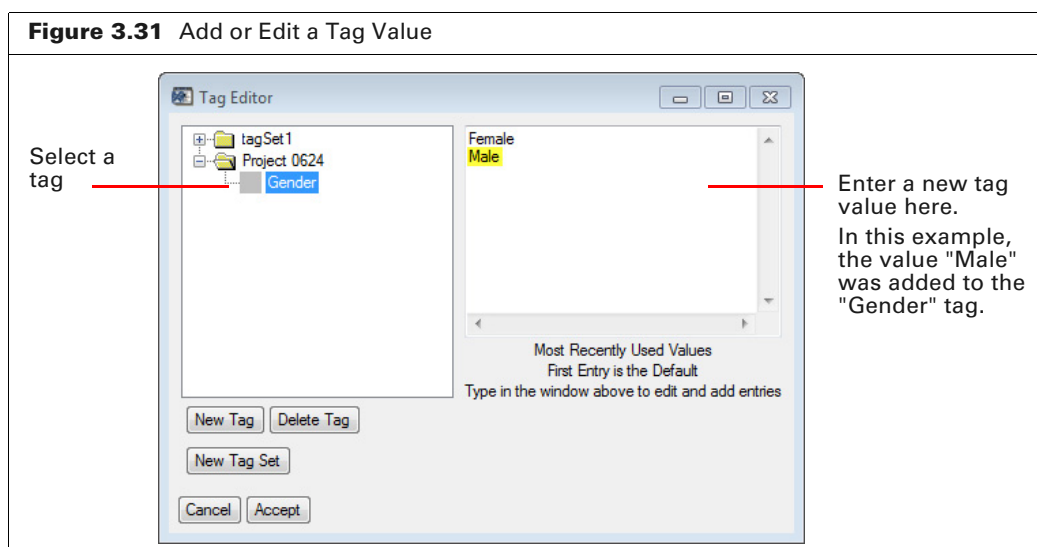 Figure 3.31 Add or Edit a Tag Value
Tag Editor
Select a
tag
tagSet1
Project 0624
Gender
Female
Male
Enter a new tag
value here.
In this example,
the value "Male"
was added to the
"Gender" tag.
Most Recently Used Values
First Entry is the Default
Type in the window above to edit and add entries
New Tag Delete Tag
New Tag Set
Cancel Accept